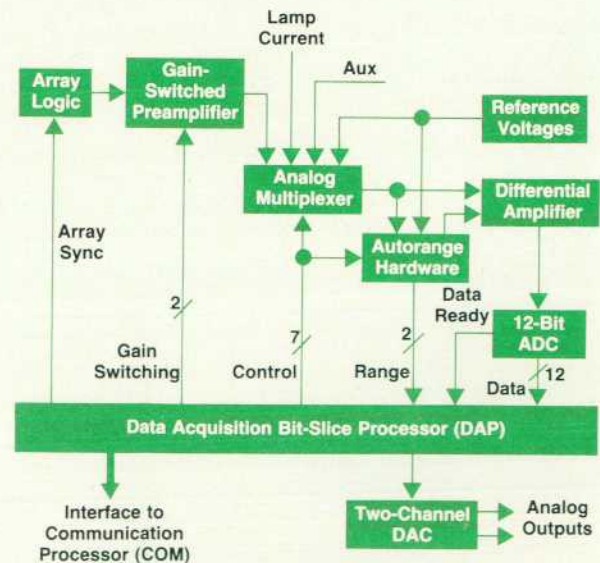 Lamp
Current
Aux
Array
Logic
Gain-
Switched
Preamplifier
Reference
Voltages
Analog
Multiplexer
Differential
Amplifier
Array
Sync
Autorange
Hardware
2
Gain
Switching
7
Control
2
Range
Data
Ready
12-Bit
ADC
12
Data
Data Acquisition Bit-Slice Processor (DAP)
Interface to
Communication
Processor (COM)
Two-Channel
DAC
Analog
Outputs